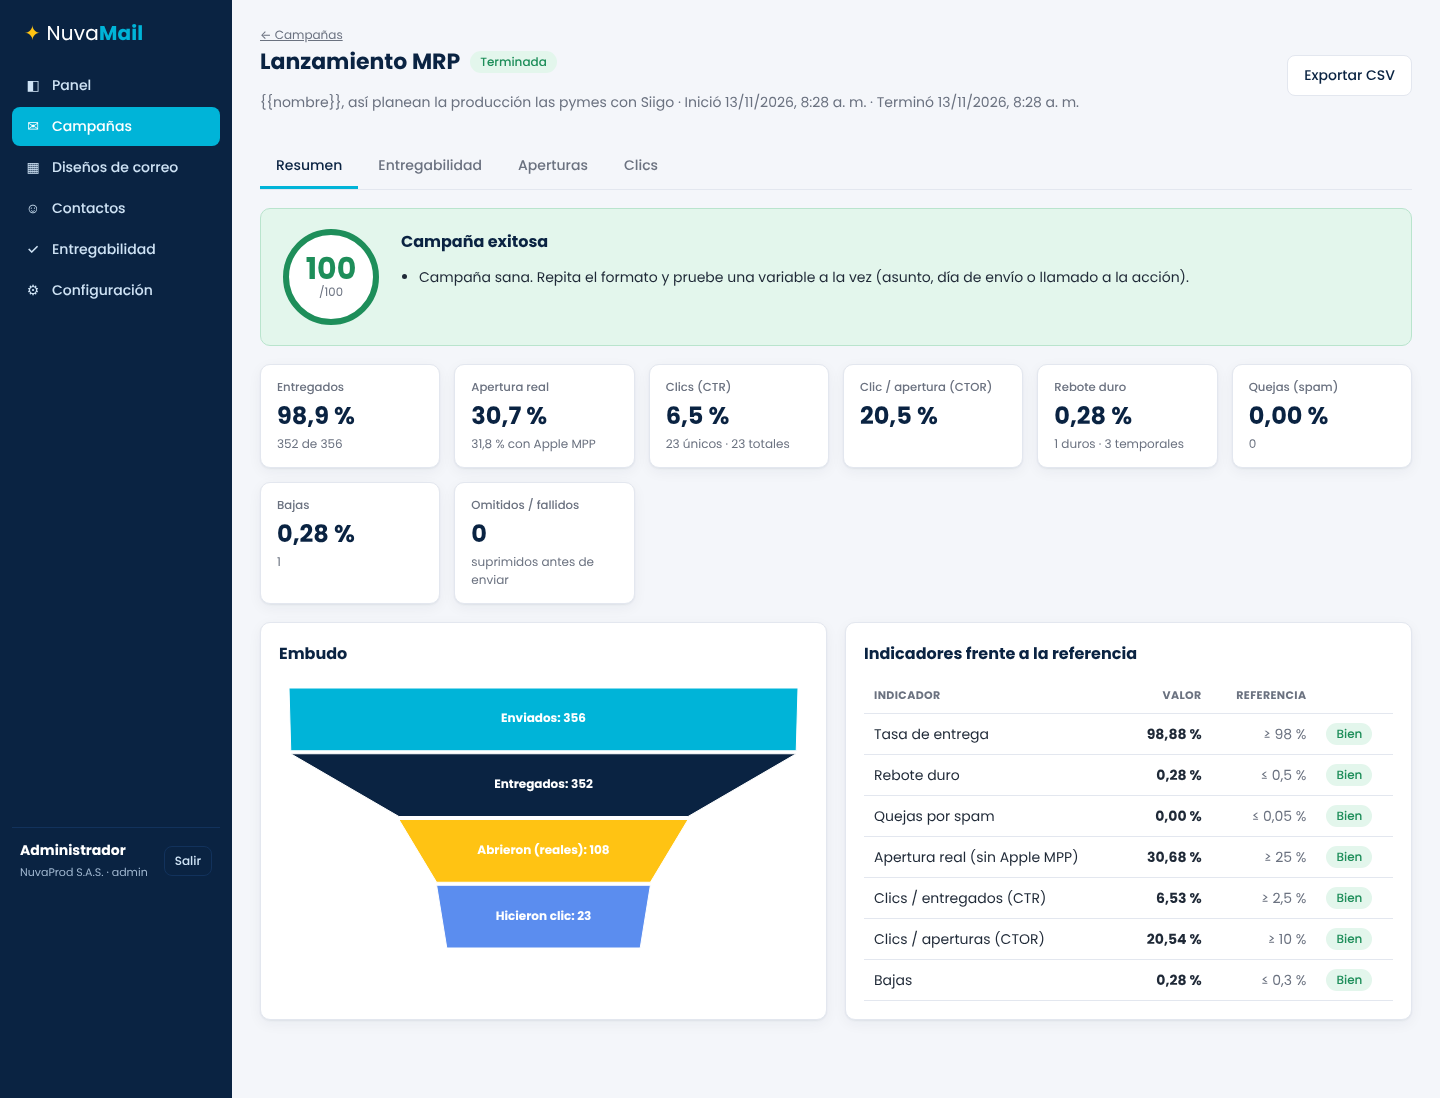 NuvaMail
Panel
Campañas
Diseños de correo
Contactos
Entregabilidad
Configuración
Administrador
NuvaProd S.A.S. · admin
Salir
← Campañas
Lanzamiento MRP
Terminada
{{nombre}}, así planean la producción las pymes con Siigo · Inició 13/11/2026, 8:28 a. m. · Terminó 13/11/2026, 8:28 a. m.
Exportar CSV
Resumen
Entregabilidad
Aperturas
Clics
100
/100
Campaña exitosa
• Campaña sana. Repita el formato y pruebe una variable a la vez (asunto, día de envío o llamado a la acción).
Entregados
98,9 %
352 de 356
Apertura real
30,7 %
31,8 % con Apple MPP
Clics (CTR)
6,5 %
23 únicos · 23 totales
Clic / apertura (CTOR)
20,5 %
Rebote duro
0,28 %
1 duros · 3 temporales
Quejas (spam)
0,00 %
0
Bajas
0,28 %
1
Omitidos / fallidos
0
suprimidos antes de
enviar
Embudo
Enviados: 356
Entregados: 352
Abrieron (reales): 108
Hicieron clic: 23
Indicadores frente a la referencia
INDICADOR VALOR REFERENCIA
Tasa de entrega 98,88 % ≥ 98 % Bien
Rebote duro 0,28 % ≤ 0,5 % Bien
Quejas por spam 0,00 % ≤ 0,05 % Bien
Apertura real (sin Apple MPP) 30,68 % ≥ 25 % Bien
Clics / entregados (CTR) 6,53 % ≥ 2,5 % Bien
Clics / aperturas (CTOR) 20,54 % ≥ 10 % Bien
Bajas 0,28 % ≤ 0,3 % Bien